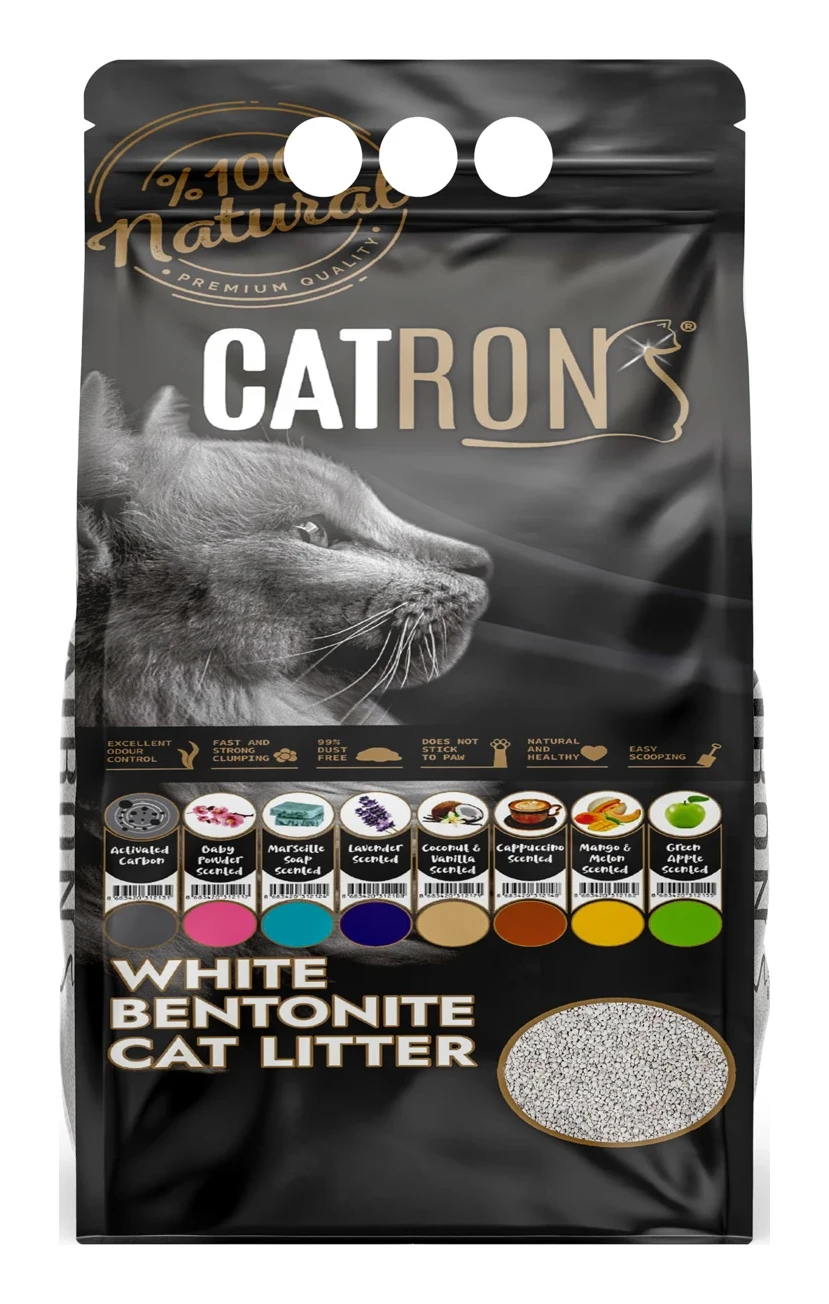 %100
Natural
• PREMIUM QUALITY •
CATRON®
EXCELLENT
ODOUR
CONTROL
FAST AND
STRONG
CLUMPING
99%
DUST
FREE
DOES NOT
STICK
TO PAW
NATURAL
AND
HEALTHY
EASY
SCOOPING
Activated
Carbon
Baby
Powder
Scented
Marseille
Soap
Scented
Lavender
Scented
Coconut &
Vanilla
Scented
Cappuccino
Scented
Mango &
Melon
Scented
Green
Apple
Scented
WHITE
BENTONITE
CAT LITTER